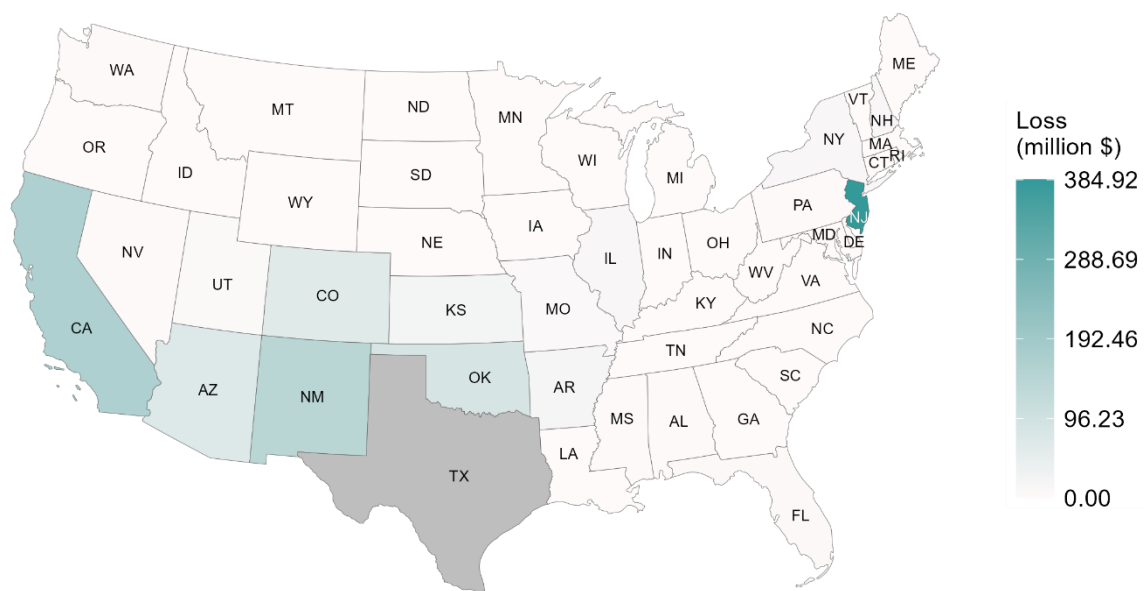 WA
MT
ND
MN
ME
VT
NH
NY
MA
CT
RI
OR
ID
SD
WI
MI
WY
IA
NE
PA
NJ
OH
IN
IL
MD
DE
WV
VA
NV
UT
CO
KS
MO
KY
CA
NC
TN
AZ
NM
OK
AR
SC
MS
AL
GA
LA
TX
FL
Loss
(million $)
384.92
288.69
192.46
96.23
0.00